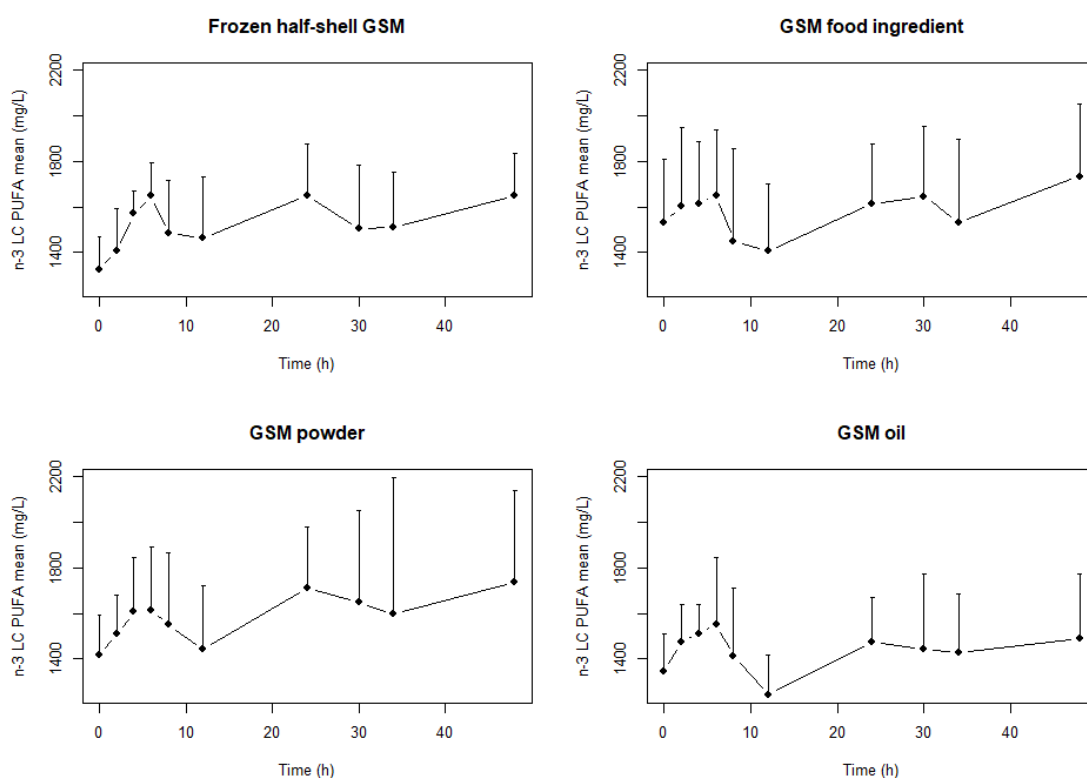 Frozen half-shell GSM
n-3 LC PUFA mean (mg/L)
2200
1800
1400
0 10 20 30 40
Time (h)
GSM food ingredient
n-3 LC PUFA mean (mg/L)
2200
1800
1400
0 10 20 30 40
Time (h)
GSM powder
n-3 LC PUFA mean (mg/L)
2200
1800
1400
0 10 20 30 40
Time (h)
GSM oil
n-3 LC PUFA mean (mg/L)
2200
1800
1400
0 10 20 30 40
Time (h)